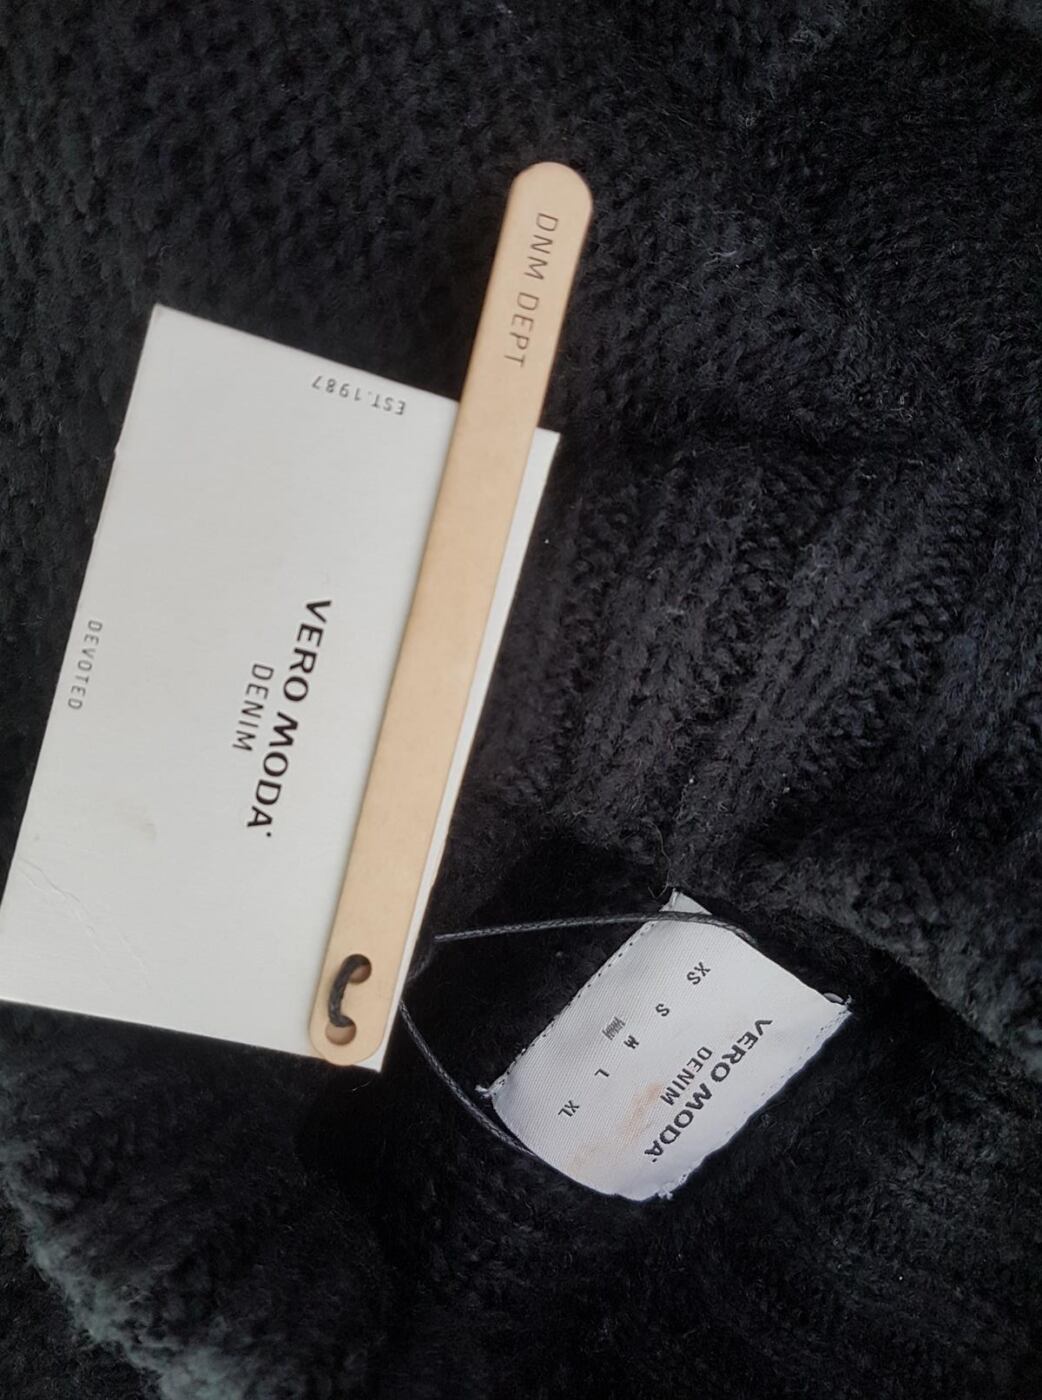 DNM DEPT
EST.1987
VERO MODA
DENIM
DEVOTED
VERO MODA
DENIM
XS
S
M
L
XL